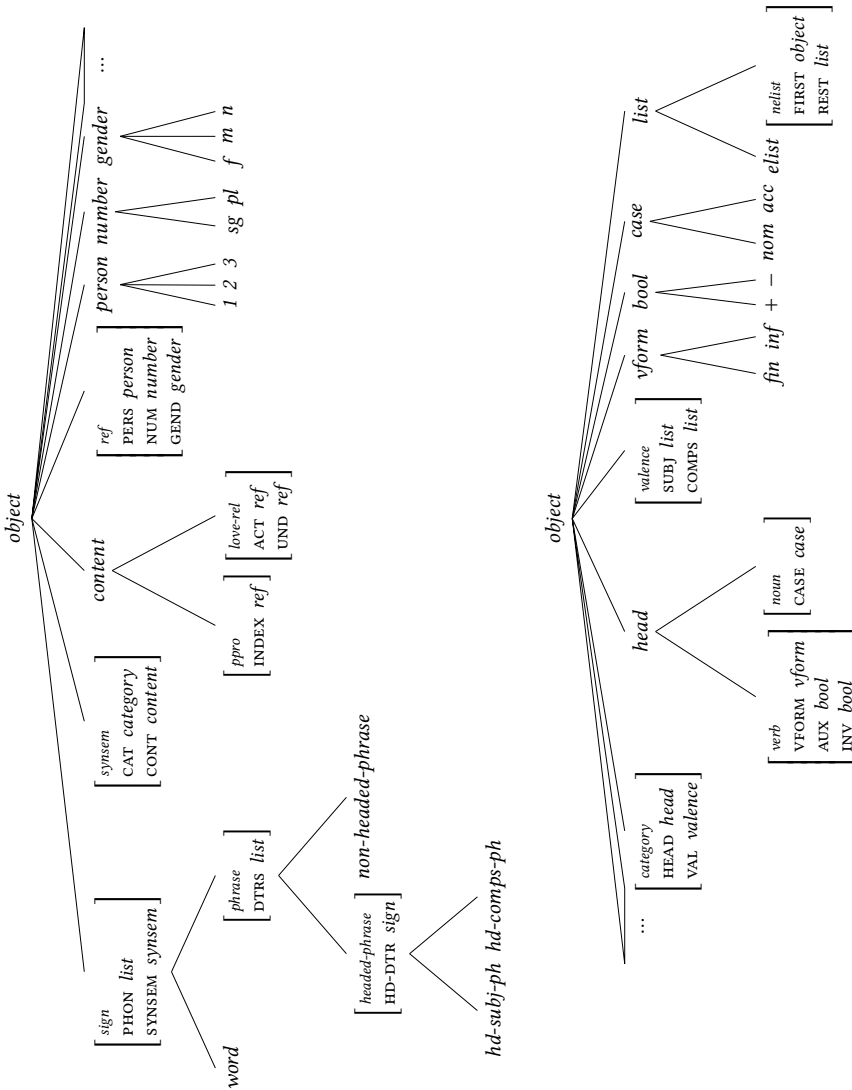 object
sign
PHON list
SYNSEM synsem
synsem
CAT category
CONT content
content
ref
PERS person
NUM number
GEND gender
person number gender ...
word
phrase
DTRS list
ppro
INDEX ref
love-rel
ACT ref
UND ref
1 2 3 sg pl f m n
headed-phrase
HD-DTR sign
non-headed-phrase
hd-subj-ph hd-comps-ph
object
...
category
HEAD head
VAL valence
head
valence
SUBJ list
COMPS list
vform bool case list
verb
VFORM vform
AUX bool
INV bool
noun
CASE case
fin inf + − nom acc elist
nelist
FIRST object
REST list